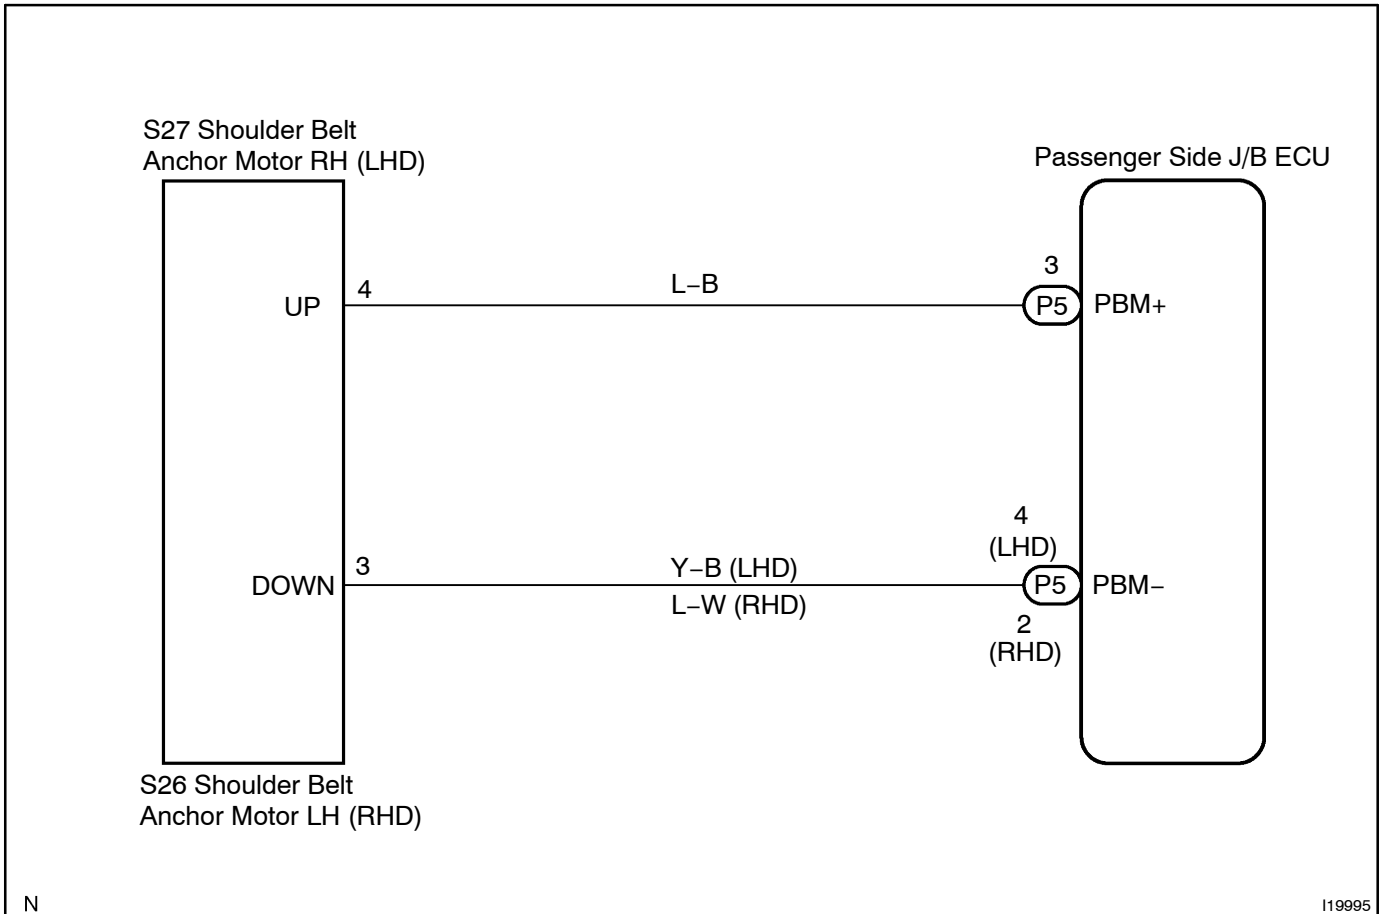 S27 Shoulder Belt
Anchor Motor RH (LHD)
Passenger Side J/B ECU
UP
4
L−B
3
P5
PBM+
DOWN
3
Y−B (LHD)
L−W (RHD)
4
(LHD)
P5
PBM−
2
(RHD)
S26 Shoulder Belt
Anchor Motor LH (RHD)
N
I19995